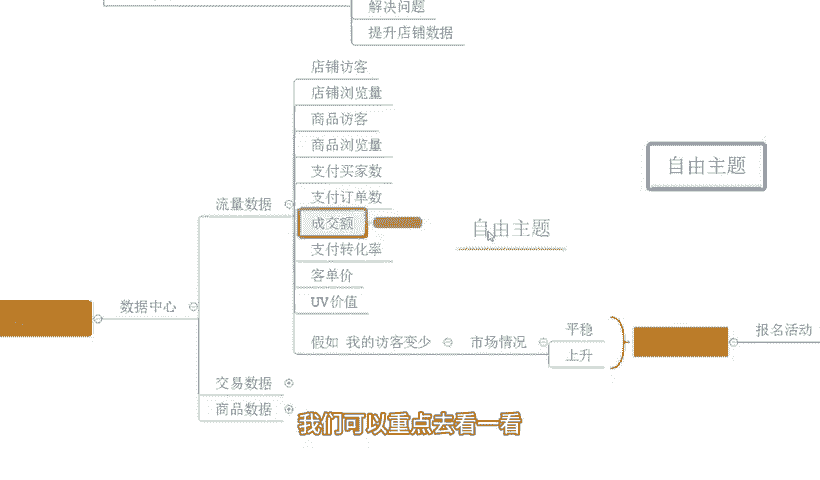 解决问题
提升店铺数据
店铺访客
店铺浏览量
商品访客
商品浏览量
支付买家数
支付订单数
成交额
支付转化率
客单价
UV价值
流量数据
自由主题
自由主题
数据中心
假如 我的访客变少
市场情况
平稳
上升
报名活动
交易数据
商品数据
我们可以重点去看一看